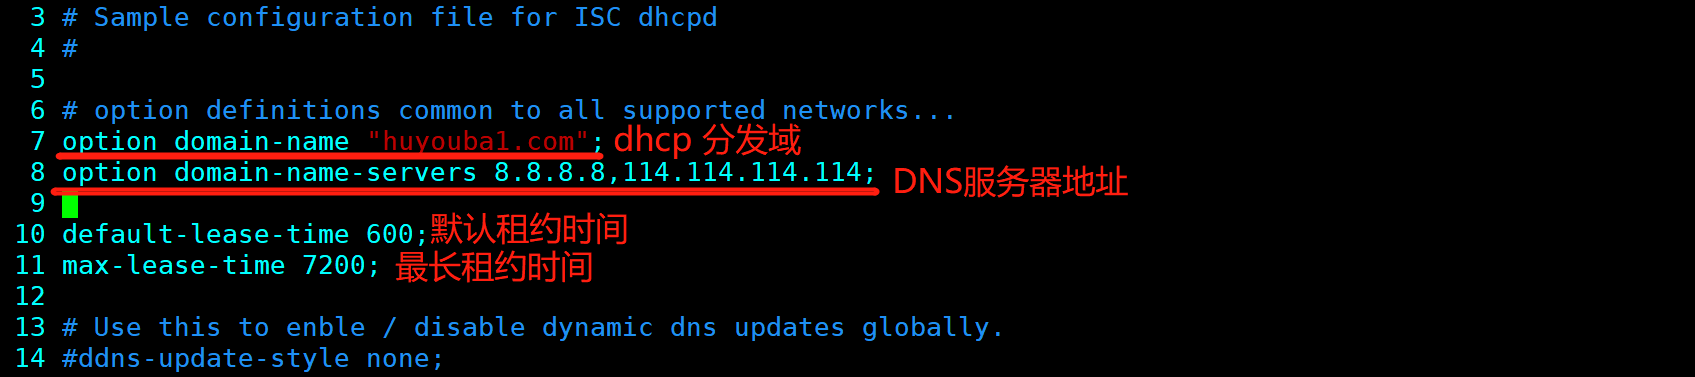 3 # Sample configuration file for ISC dhcpd
4 #
5
6 # option definitions common to all supported networks...
7 option domain-name "huyouba1.com"; dhcp 分发域
8 option domain-name-servers 8.8.8.8,114.114.114.114; DNS服务器地址
9
10 default-lease-time 600;默认租约时间
11 max-lease-time 7200; 最长租约时间
12
13 # Use this to enble / disable dynamic dns updates globally.
14 #ddns-update-style none;